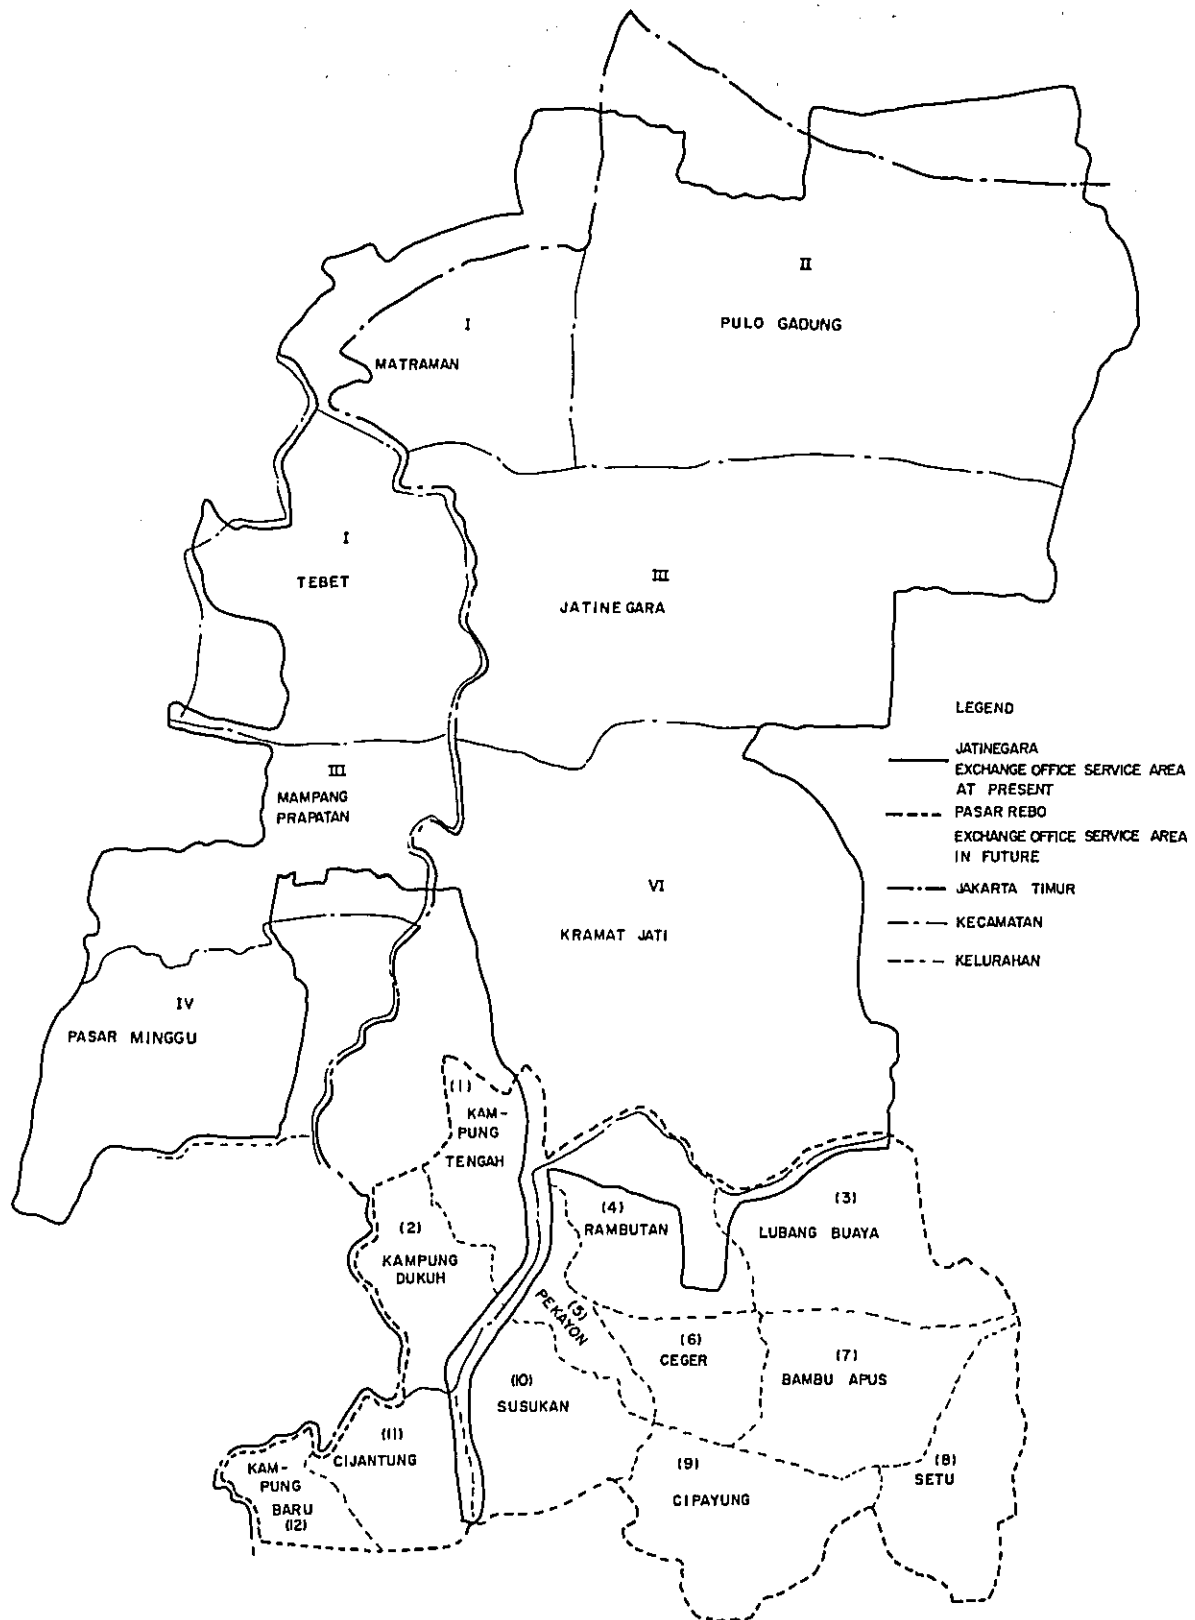 II
PULO GADUNG
I
MATRAMAN
I
TEBET
III
JATINEGARA
III
MAMPANG
PRAPATAN
VI
KRAMAT JATI
IV
PASAR MINGGU
LEGEND
JATINEGARA
EXCHANGE OFFICE SERVICE AREA
AT PRESENT
PASAR REBO
EXCHANGE OFFICE SERVICE AREA
IN FUTURE
JAKARTA TIMUR
KECAMATAN
KELURAHAN
(1)
KAM-
PUNG
TENGAH
(2)
KAMPUNG
DUKUH
(3)
LUBANG BUAYA
(4)
RAMBUTAN
(5)
PEKAYON
(6)
CEGER
(7)
BAMBU APUS
(8)
SETU
(9)
CIPAYUNG
(10)
SUSUKAN
(11)
CIJANTUNG
KAM-
PUNG
BARU
(12)